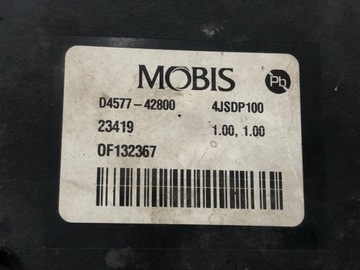 MOBIS Pb
D4577-42800 4JSDP100
23419 1.00, 1.00
OF132367